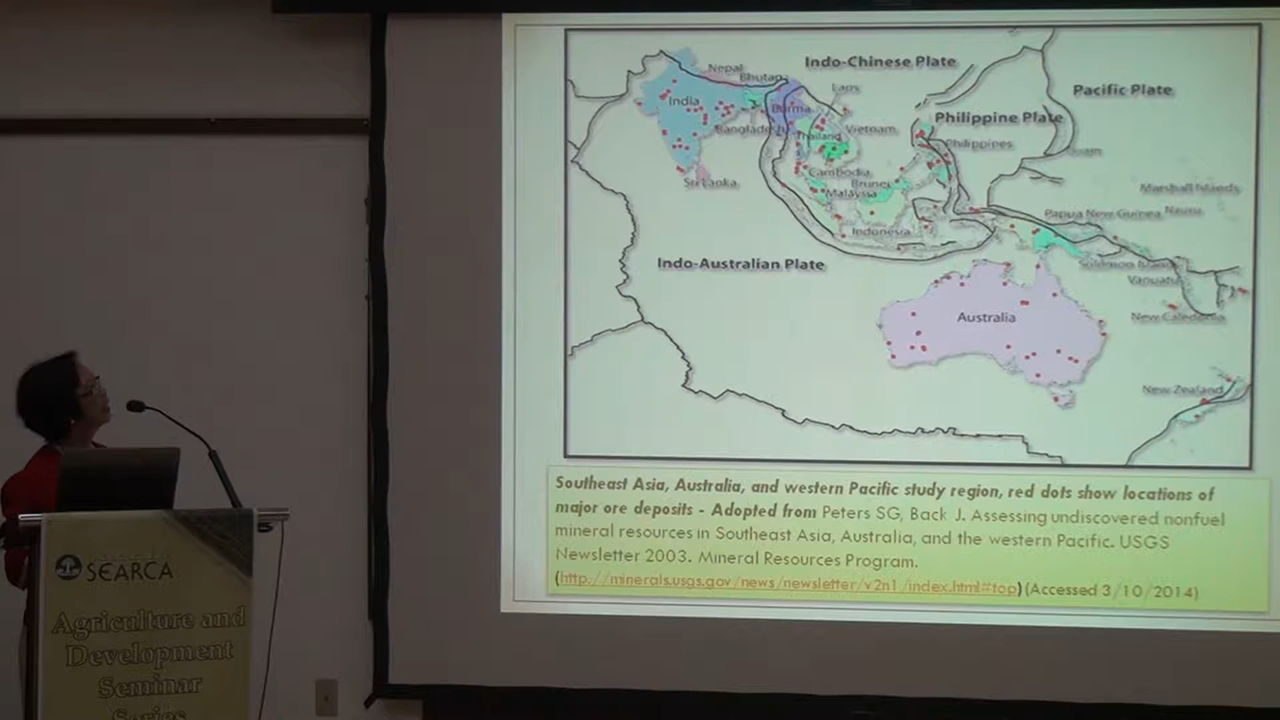 Indo-Chinese Plate
Nepal
Bhutan
Laos
Pacific Plate
India
Burma
Philippine Plate
Bangladesh
Thailand
Vietnam
Philippines
Guam
Sri Lanka
Cambodia
Brunei
Malaysia
Marshall Islands
Papua New Guinea
Nauru
Indonesia
Indo-Australian Plate
Solomon Islands
Vanuatu
Australia
New Caledonia
New Zealand
Southeast Asia, Australia, and western Pacific study region, red dots show locations of
major ore deposits - Adopted from Peters SG, Back J. Assessing undiscovered nonfuel
mineral resources in Southeast Asia, Australia, and the western Pacific. USGS
Newsletter 2003. Mineral Resources Program.
(http://minerals.usgs.gov/news/newsletter/v2n1/index.html#top) (Accessed 3/10/2014)
SEARCA
Agriculture and
Development
Seminar
Series